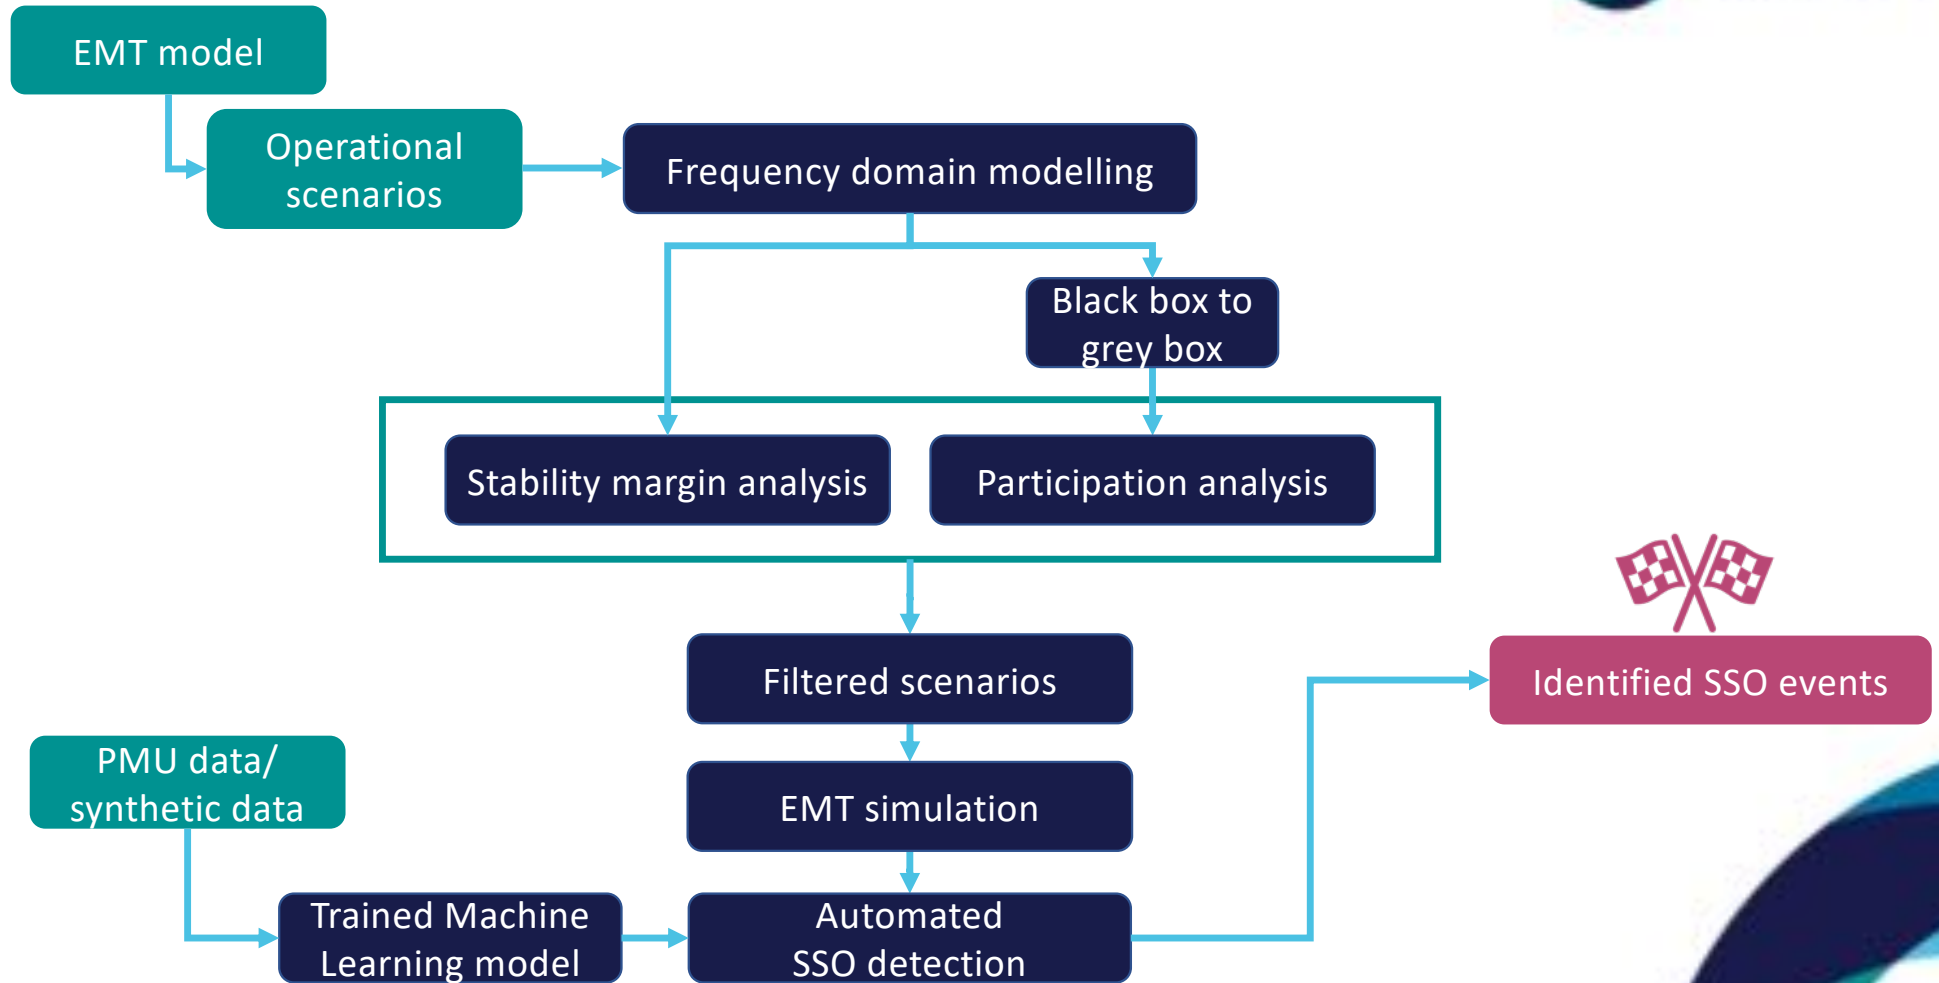 EMT model
Operational
scenarios
Frequency domain modelling
Black box to
grey box
Stability margin analysis
Participation analysis
Filtered scenarios
Identified SSO events
PMU data/
synthetic data
EMT simulation
Trained Machine
Learning model
Automated
SSO detection